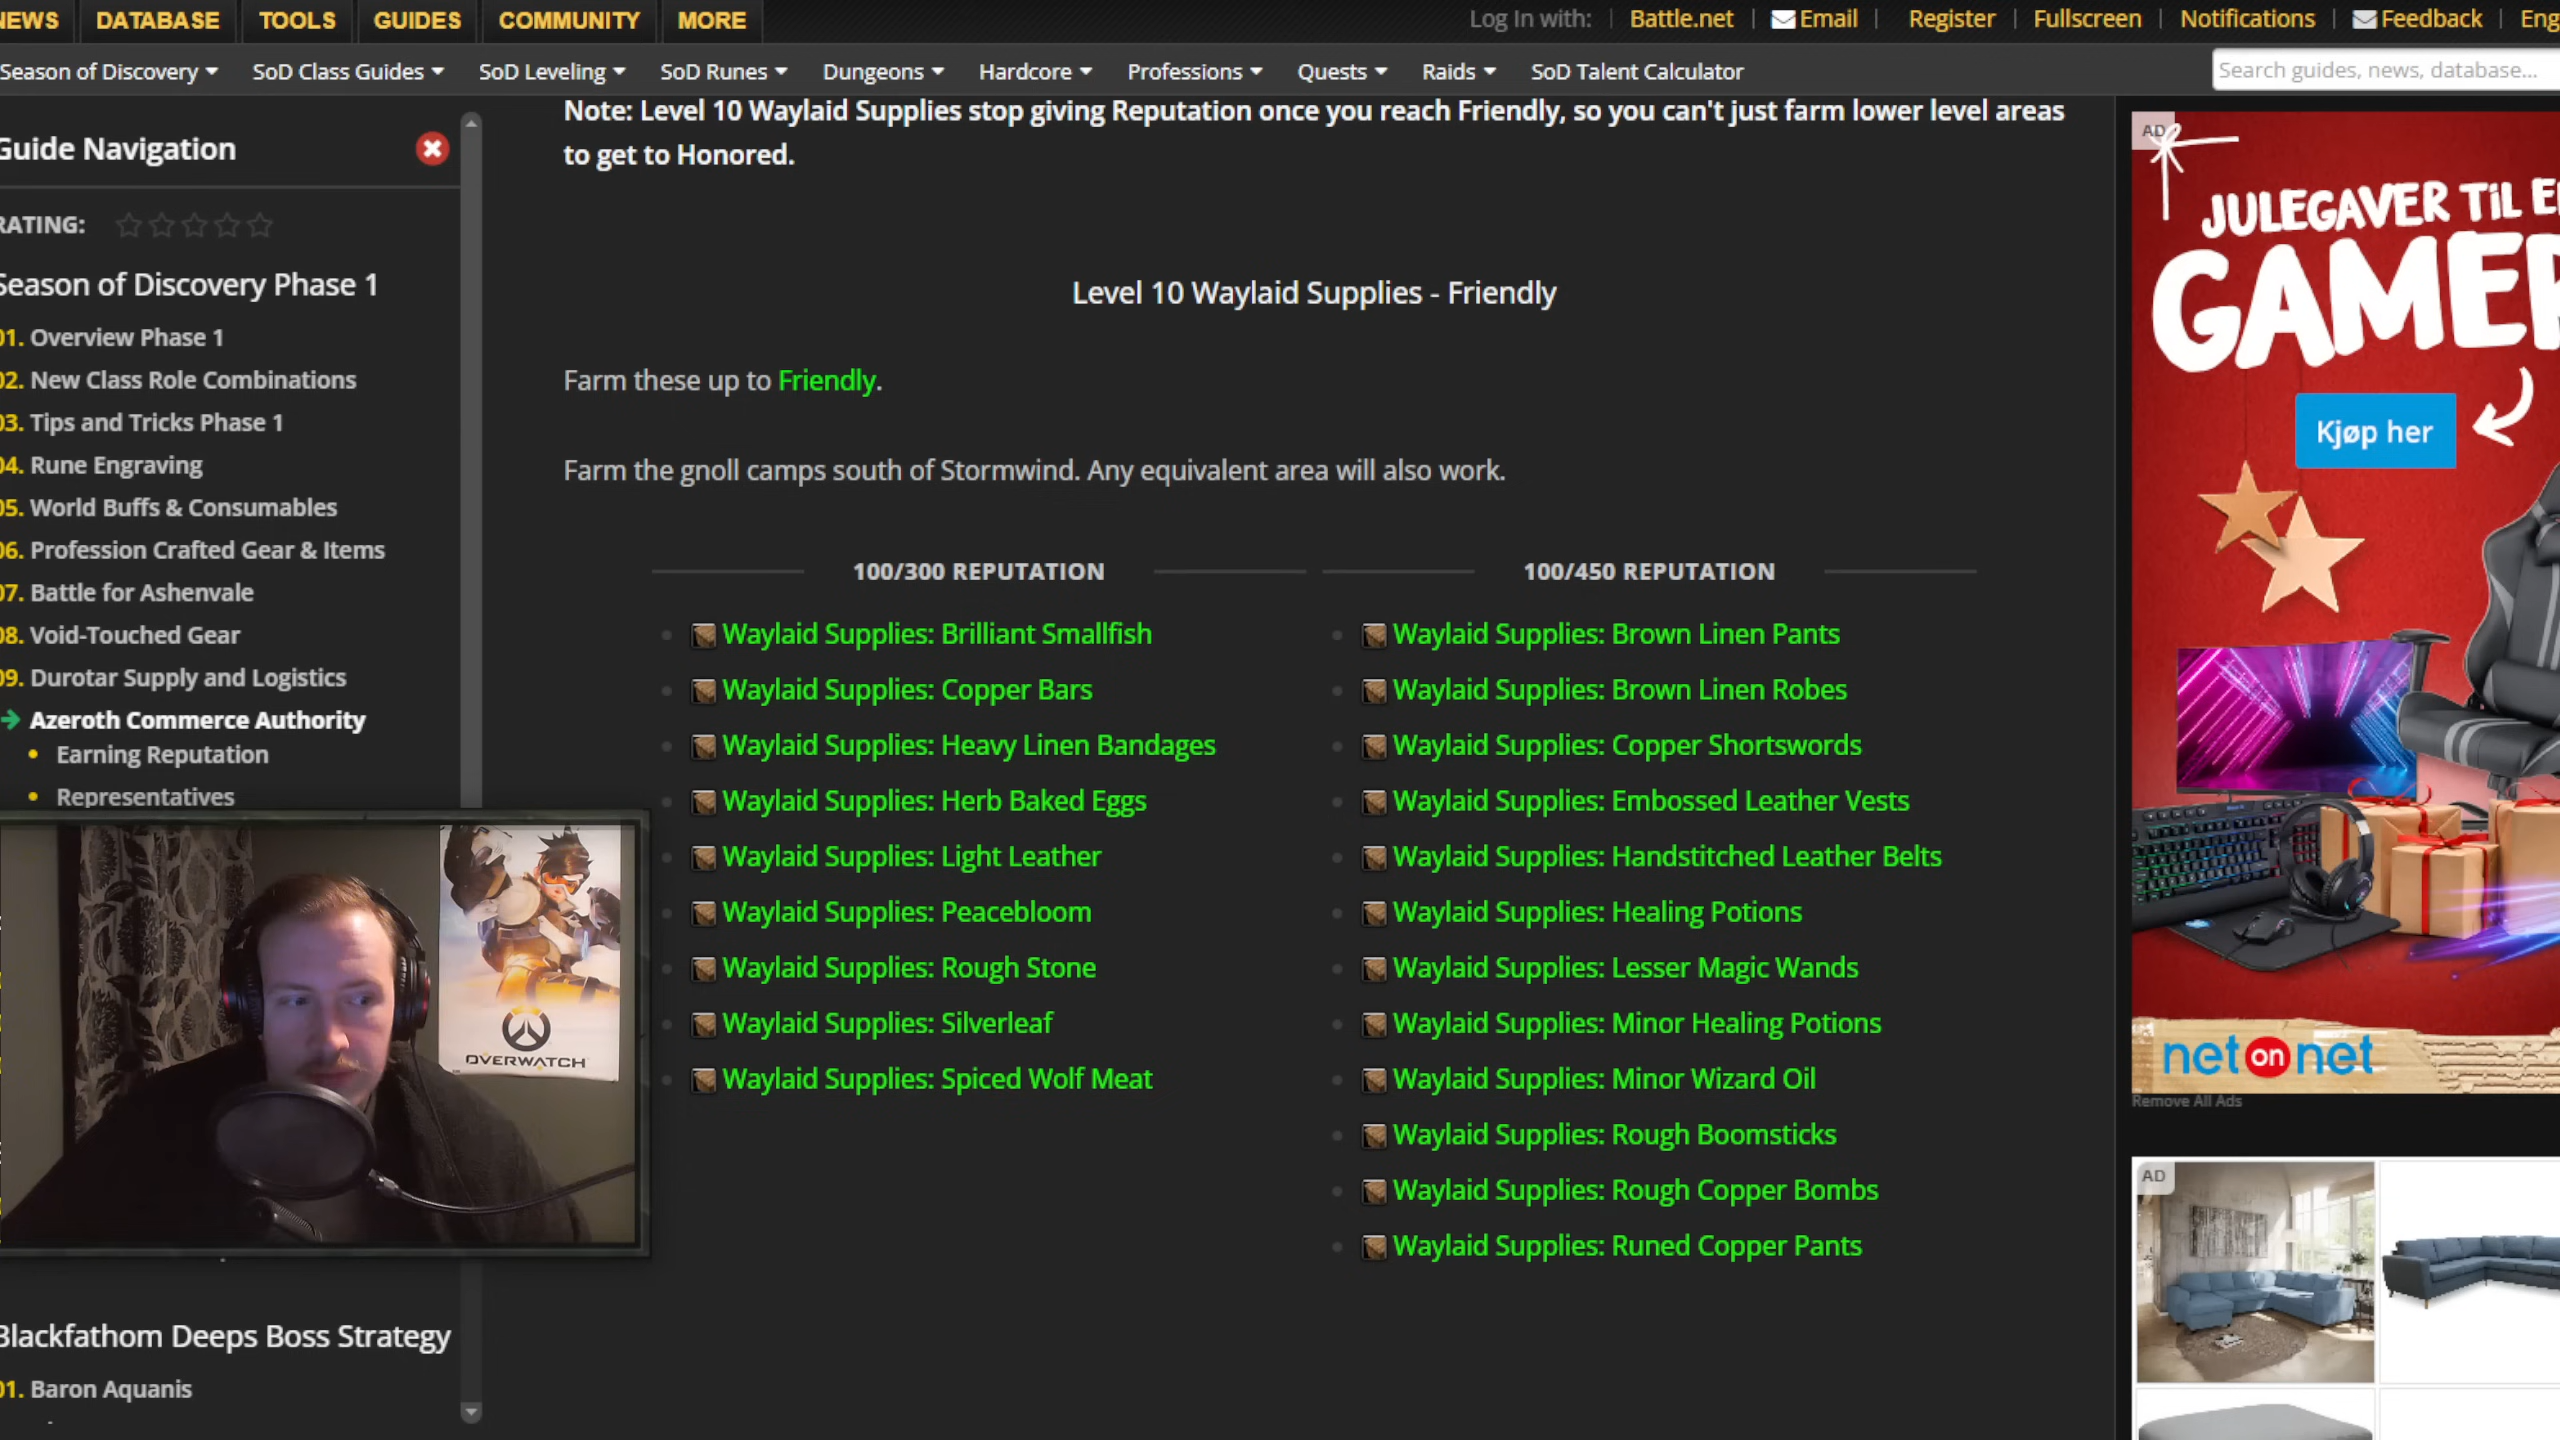 NEWS
DATABASE
TOOLS
GUIDES
COMMUNITY
MORE
Log In with:
Battle.net
Email
Register
Fullscreen
Notifications
Feedback
Eng
Season of Discovery
SoD Class Guides
SoD Leveling
SoD Runes
Dungeons
Hardcore
Professions
Quests
Raids
SoD Talent Calculator
Search guides, news, database...
Guide Navigation
RATING:
Season of Discovery Phase 1
01. Overview Phase 1
02. New Class Role Combinations
03. Tips and Tricks Phase 1
04. Rune Engraving
05. World Buffs & Consumables
06. Profession Crafted Gear & Items
07. Battle for Ashenvale
08. Void-Touched Gear
09. Durotar Supply and Logistics
Azeroth Commerce Authority
Earning Reputation
Representatives
OVERWATCH
Blackfathom Deeps Boss Strategy
01. Baron Aquanis
Note: Level 10 Waylaid Supplies stop giving Reputation once you reach Friendly, so you can't just farm lower level areas
to get to Honored.
Level 10 Waylaid Supplies - Friendly
Farm these up to Friendly.
Farm the gnoll camps south of Stormwind. Any equivalent area will also work.
100/300 REPUTATION
Waylaid Supplies: Brilliant Smallfish
Waylaid Supplies: Copper Bars
Waylaid Supplies: Heavy Linen Bandages
Waylaid Supplies: Herb Baked Eggs
Waylaid Supplies: Light Leather
Waylaid Supplies: Peacebloom
Waylaid Supplies: Rough Stone
Waylaid Supplies: Silverleaf
Waylaid Supplies: Spiced Wolf Meat
100/450 REPUTATION
Waylaid Supplies: Brown Linen Pants
Waylaid Supplies: Brown Linen Robes
Waylaid Supplies: Copper Shortswords
Waylaid Supplies: Embossed Leather Vests
Waylaid Supplies: Handstitched Leather Belts
Waylaid Supplies: Healing Potions
Waylaid Supplies: Lesser Magic Wands
Waylaid Supplies: Minor Healing Potions
Waylaid Supplies: Minor Wizard Oil
Waylaid Supplies: Rough Boomsticks
Waylaid Supplies: Rough Copper Bombs
Waylaid Supplies: Runed Copper Pants
AD
JULEGAVER TIL E
GAMER
Kjøp her
net on net
Remove All Ads
AD